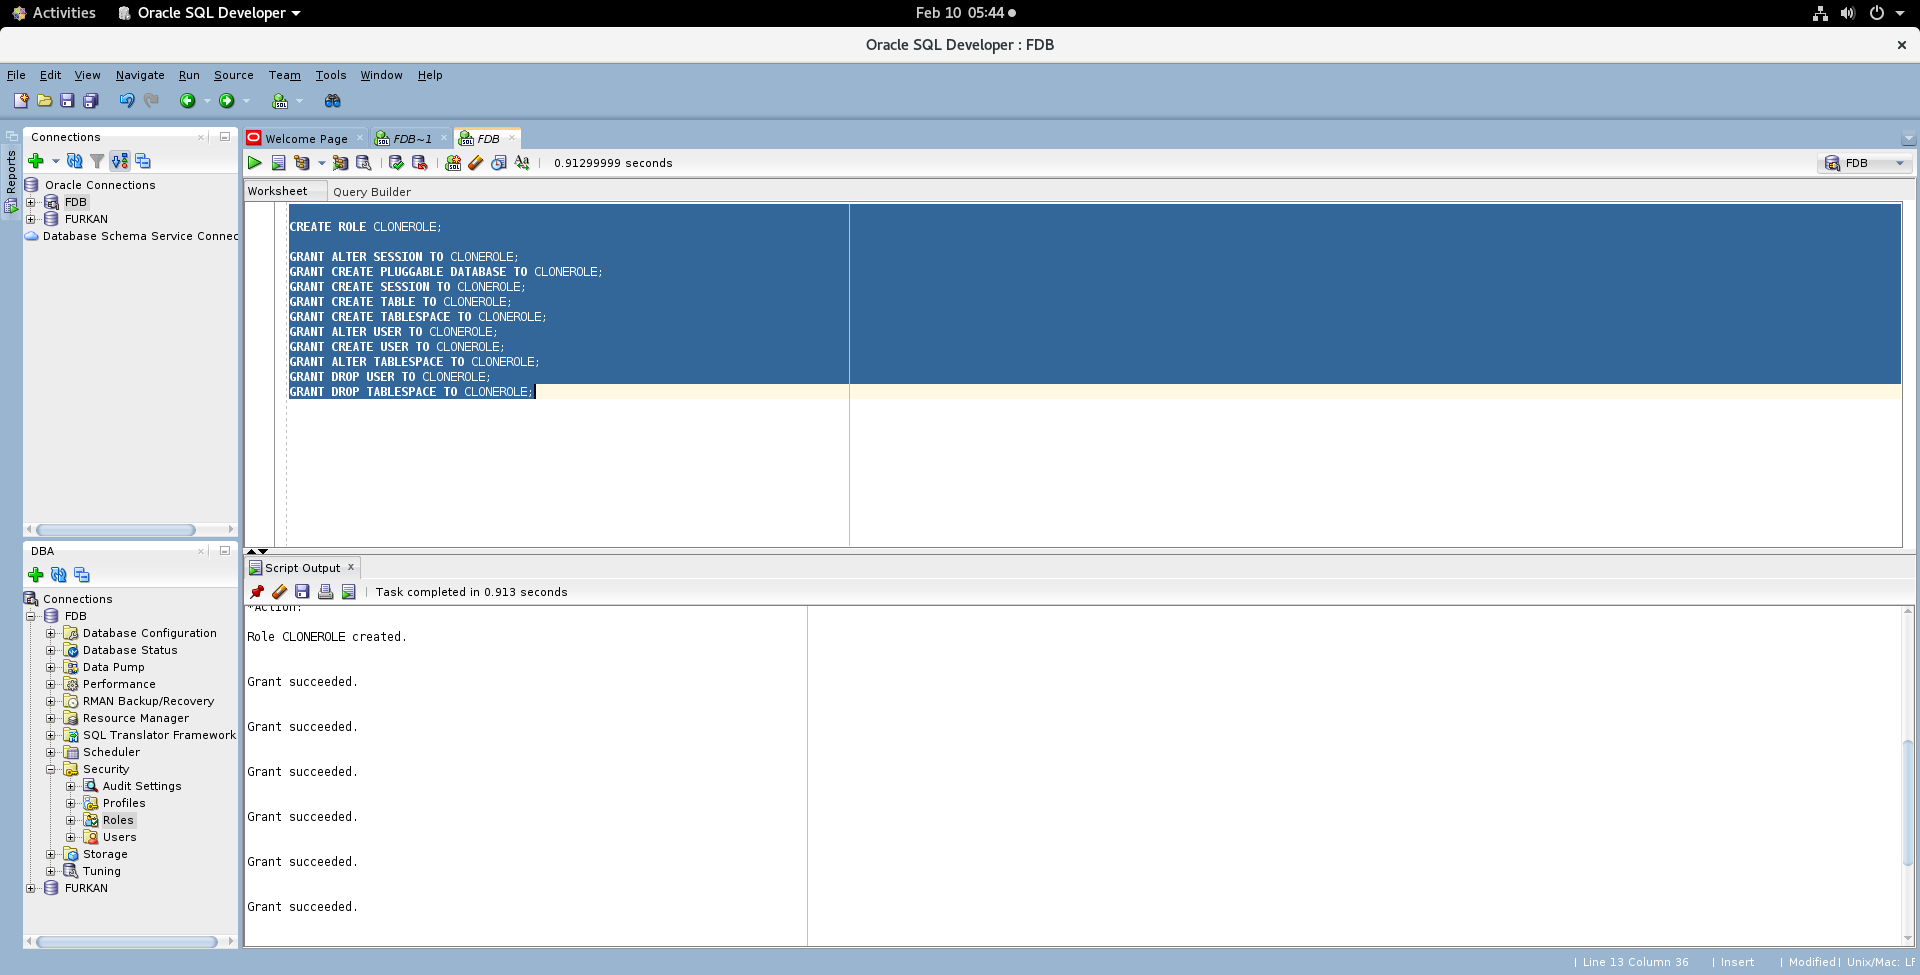 Activities
Oracle SQL Developer
Feb 10 05:44
Oracle SQL Developer : FDB
File Edit View Navigate Run Source Team Tools Window Help
Reports
Connections
Oracle Connections
FDB
FURKAN
Database Schema Service Connec
DBA
Connections
FDB
Database Configuration
Database Status
Data Pump
Performance
RMAN Backup/Recovery
Resource Manager
SQL Translator Framework
Scheduler
Security
Audit Settings
Profiles
Roles
Users
Storage
Tuning
FURKAN
Welcome Page
FDB~1
FDB
0.91299999 seconds
FDB
Worksheet
Query Builder
CREATE ROLE CLONEROLE;
GRANT ALTER SESSION TO CLONEROLE;
GRANT CREATE PLUGGABLE DATABASE TO CLONEROLE;
GRANT CREATE SESSION TO CLONEROLE;
GRANT CREATE TABLE TO CLONEROLE;
GRANT CREATE TABLESPACE TO CLONEROLE;
GRANT ALTER USER TO CLONEROLE;
GRANT CREATE USER TO CLONEROLE;
GRANT ALTER TABLESPACE TO CLONEROLE;
GRANT DROP USER TO CLONEROLE;
GRANT DROP TABLESPACE TO CLONEROLE;
Script Output
Task completed in 0.913 seconds
*Action:
Role CLONEROLE created.
Grant succeeded.
Grant succeeded.
Grant succeeded.
Grant succeeded.
Grant succeeded.
Grant succeeded.
| Line 13 Column 36 | Insert | Modified| Unix/Mac: LF